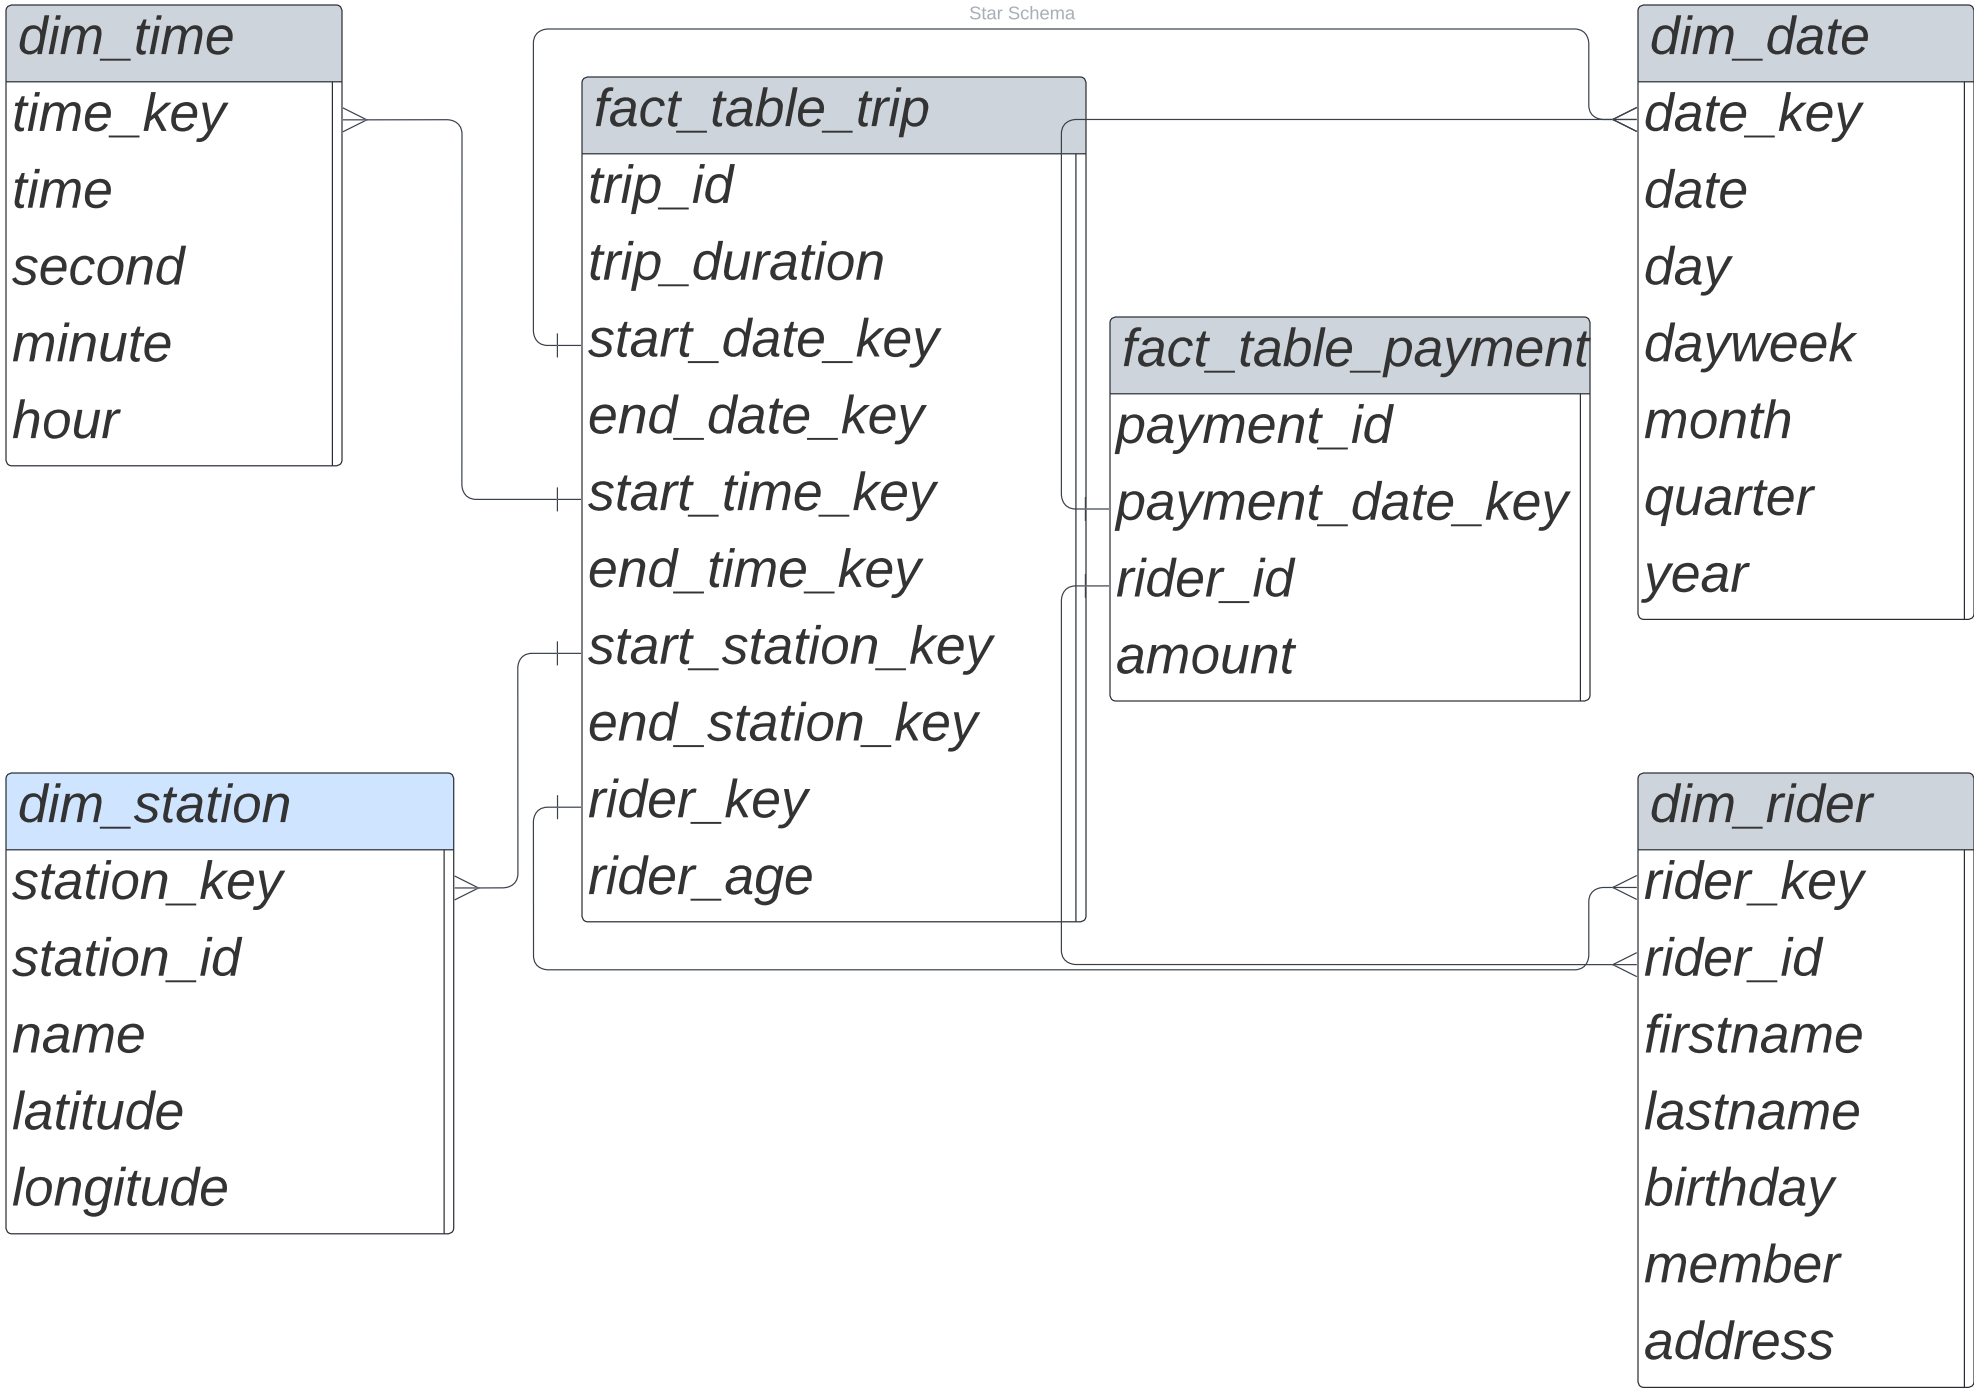 Star Schema
dim_time
time_key
time
second
minute
hour
fact_table_trip
trip_id
trip_duration
start_date_key
end_date_key
start_time_key
end_time_key
start_station_key
end_station_key
rider_key
rider_age
fact_table_payment
payment_id
payment_date_key
rider_id
amount
dim_date
date_key
date
day
dayweek
month
quarter
year
dim_station
station_key
station_id
name
latitude
longitude
dim_rider
rider_key
rider_id
firstname
lastname
birthday
member
address